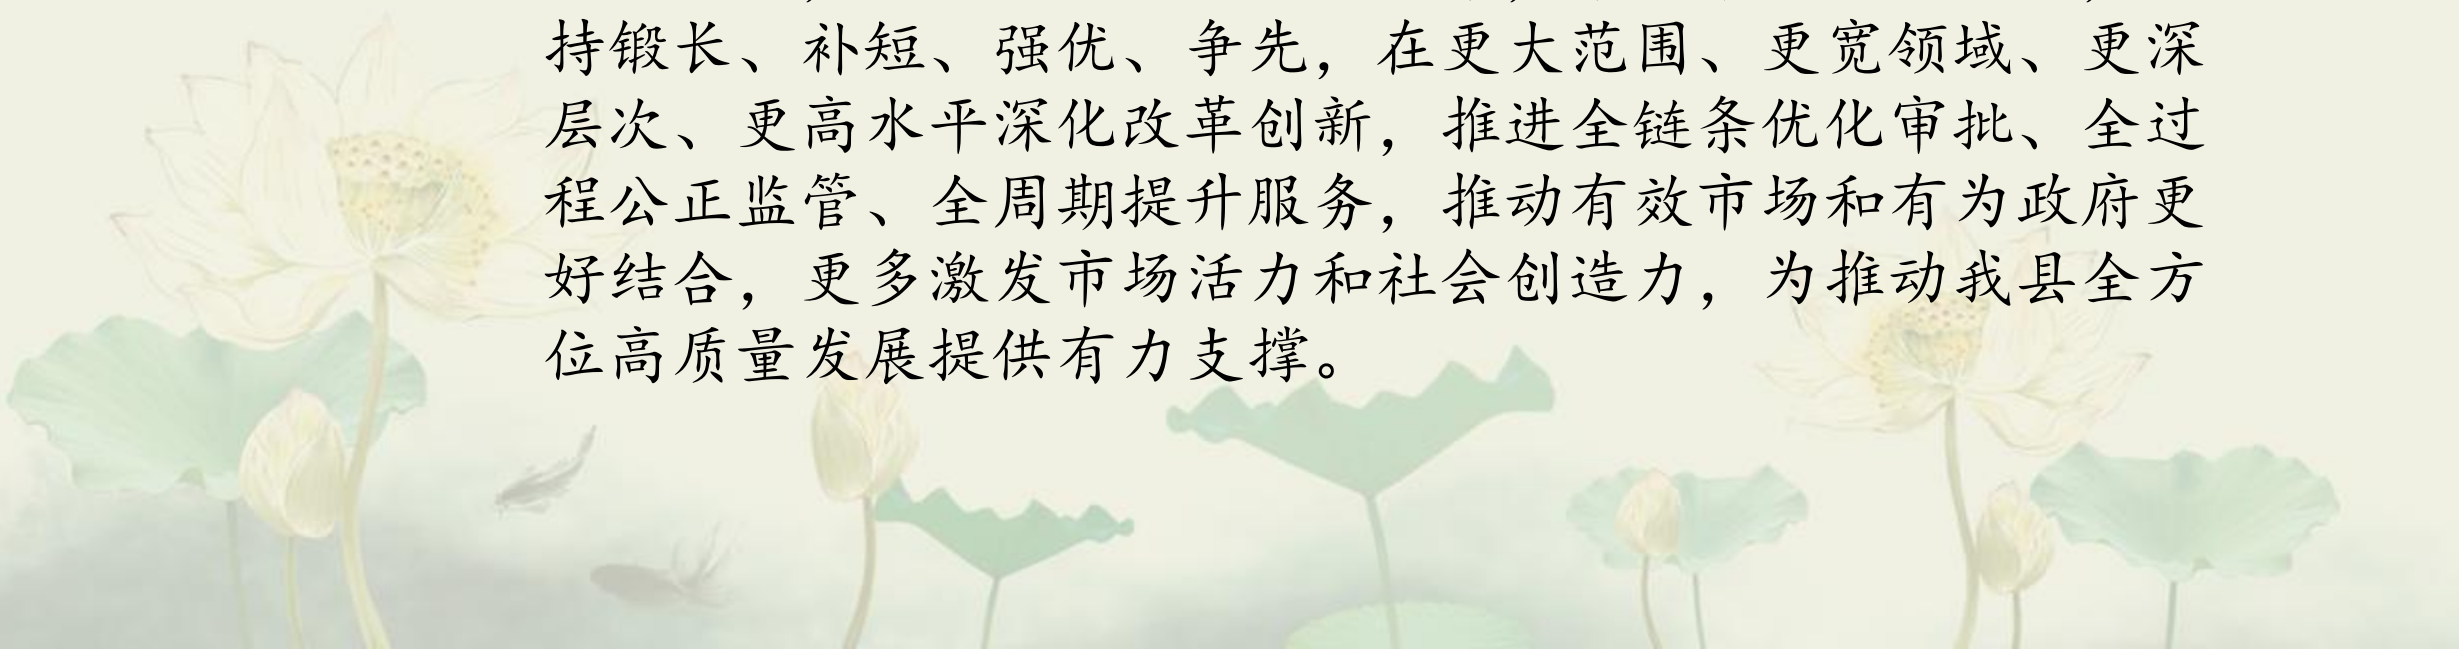 持锻长、补短、强优、争先，在更大范围、更宽领域、更深
层次、更高水平深化改革创新，推进全链条优化审批、全过
程公正监管、全周期提升服务，推动有效市场和有为政府更
好结合，更多激发市场活力和社会创造力，为推动我县全方
位高质量发展提供有力支撑。